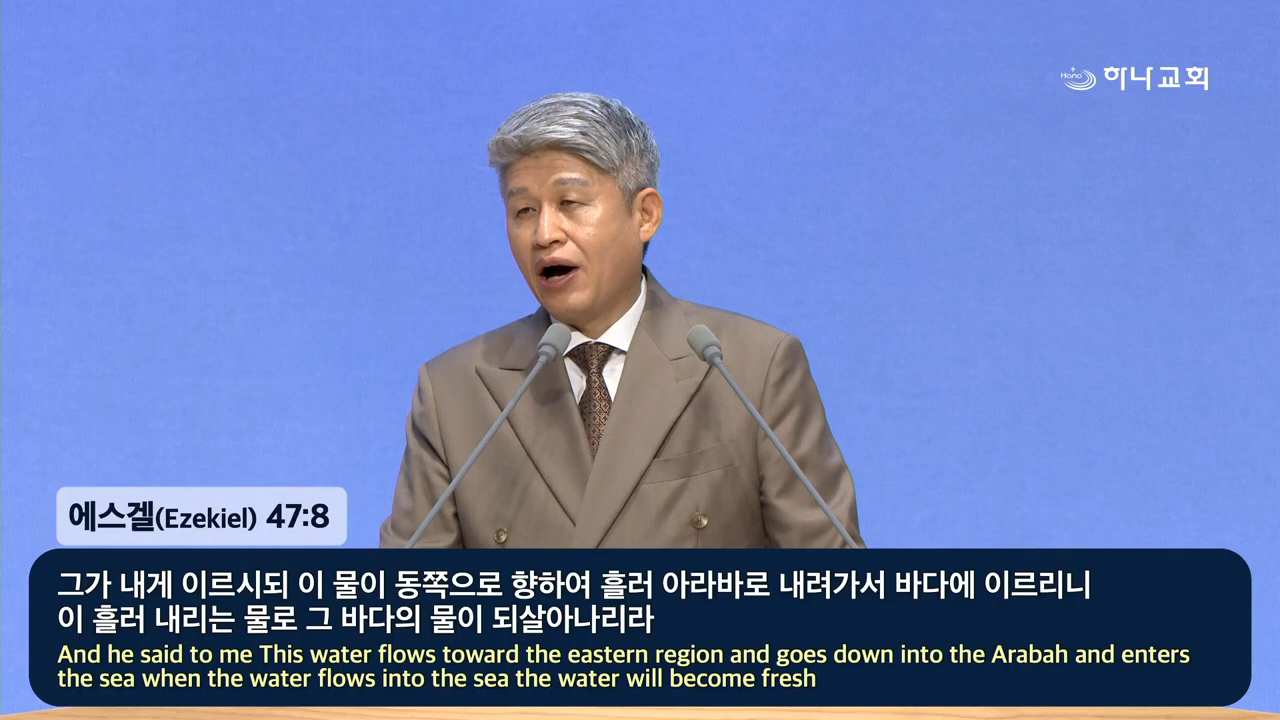 Hana 하나교회
에스겔(Ezekiel) 47:8
그가 내게 이르시되 이 물이 동쪽으로 향하여 흘러 아라바로 내려가서 바다에 이르리니
이 흘러 내리는 물로 그 바다의 물이 되살아나리라
And he said to me This water flows toward the eastern region and goes down into the Arabah and enters
the sea when the water flows into the sea the water will become fresh